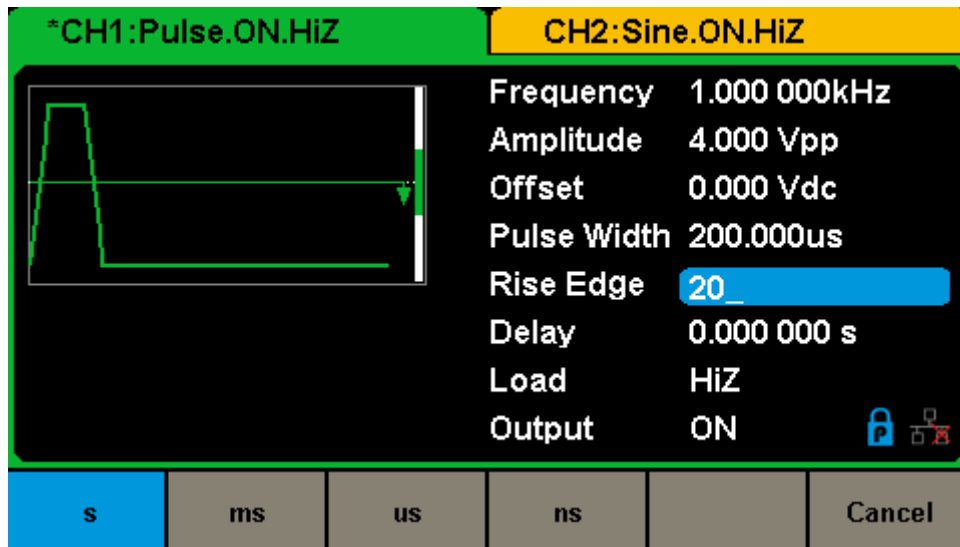 *CH1:Pulse.ON.HiZ CH2:Sine.ON.HiZ
Frequency 1.000 000kHz
Amplitude 4.000 Vpp
Offset 0.000 Vdc
Pulse Width 200.000us
Rise Edge 20_
Delay 0.000 000 s
Load HiZ
Output ON P
s ms us ns Cancel